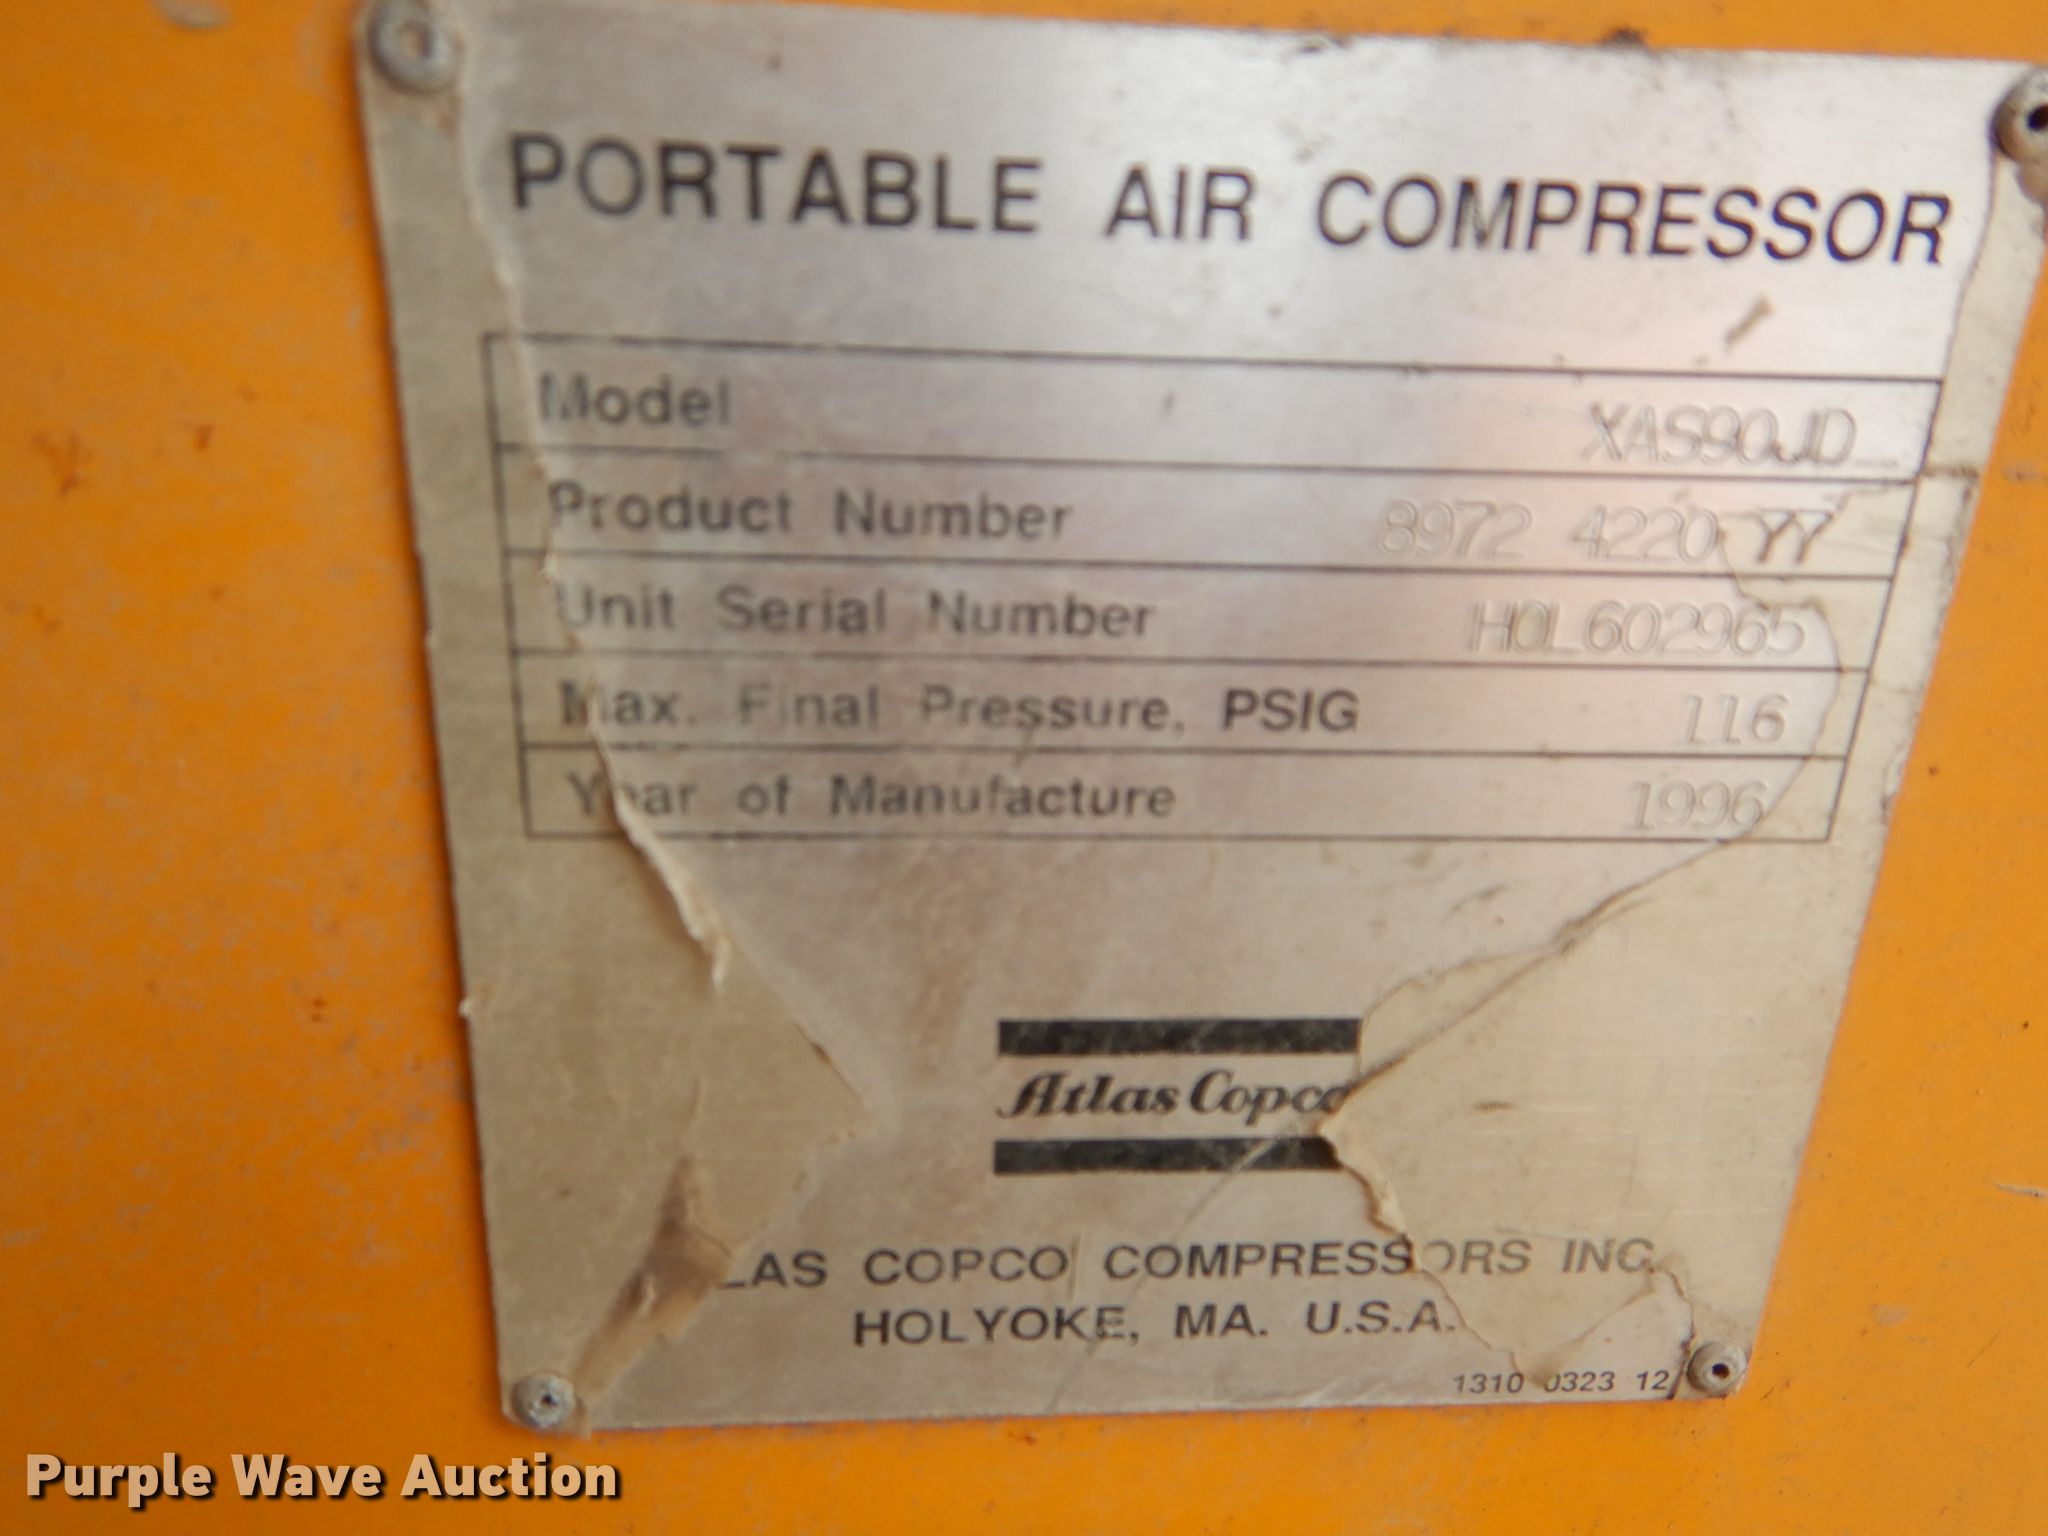 PORTABLE AIR COMPRESSOR
Model XAS90JD
Product Number 8972 4220 77
Unit Serial Number HOL602965
Max. Final Pressure, PSIG 116
Year of Manufacture 1996
Atlas Copco
LAS COPCO COMPRESSORS INC.
HOLYOKE, MA. U.S.A.
1310 0323 12
Purple Wave Auction